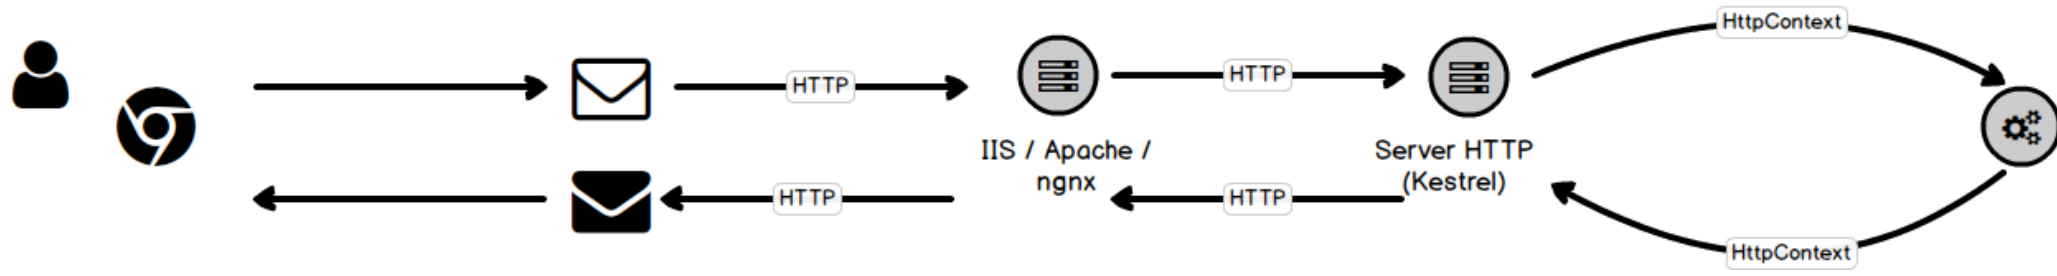 HttpContext
HTTP
HTTP
IIS / Apache /
ngnx
Server HTTP
(Kestrel)
HTTP
HTTP
HttpContext